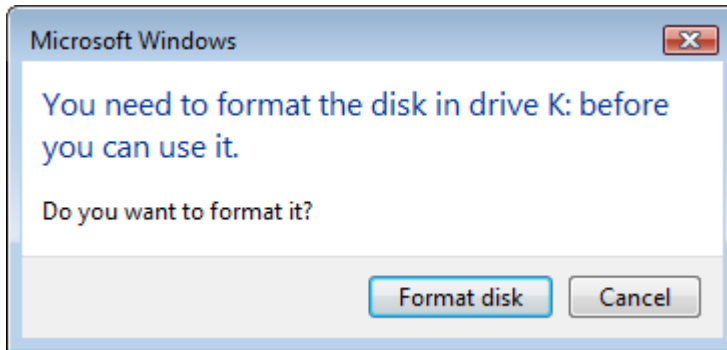 Microsoft Windows
You need to format the disk in drive K: before
you can use it.
Do you want to format it?
Format disk
Cancel